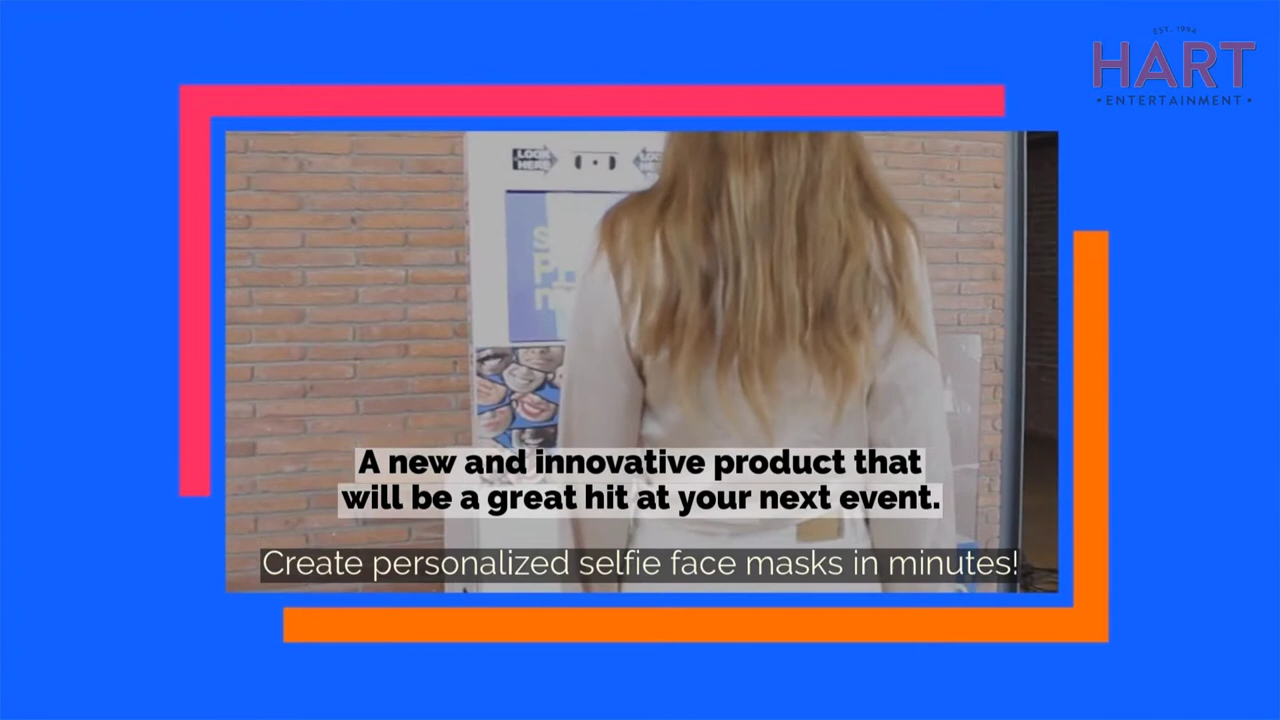 EST. 1994
HART
•ENTERTAINMENT•
LOOK
HERE
A new and innovative product that
will be a great hit at your next event.
Create personalized selfie face masks in minutes!